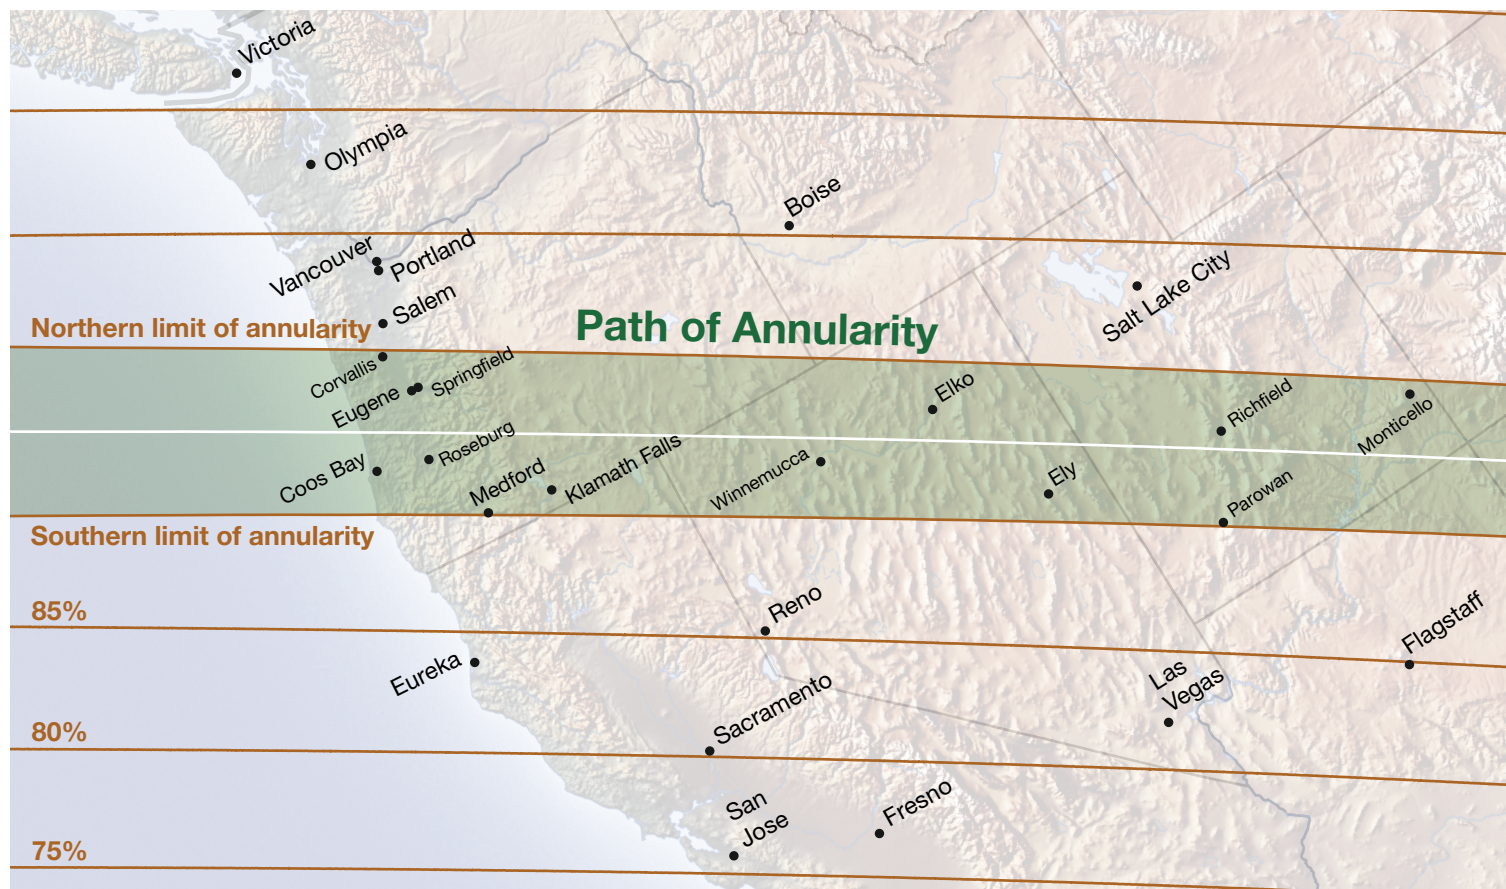 Victoria
Olympia
Boise
Vancouver
Portland
Salt Lake City
Salem
Northern limit of annularity
Path of Annularity
Corvallis
Springfield
Eugene
Elko
Richfield
Monticello
Roseburg
Coos Bay
Medford
Klamath Falls
Winnemucca
Ely
Parowan
Southern limit of annularity
85%
Reno
Flagstaff
Eureka
Las
Vegas
Sacramento
80%
San
Jose
Fresno
75%